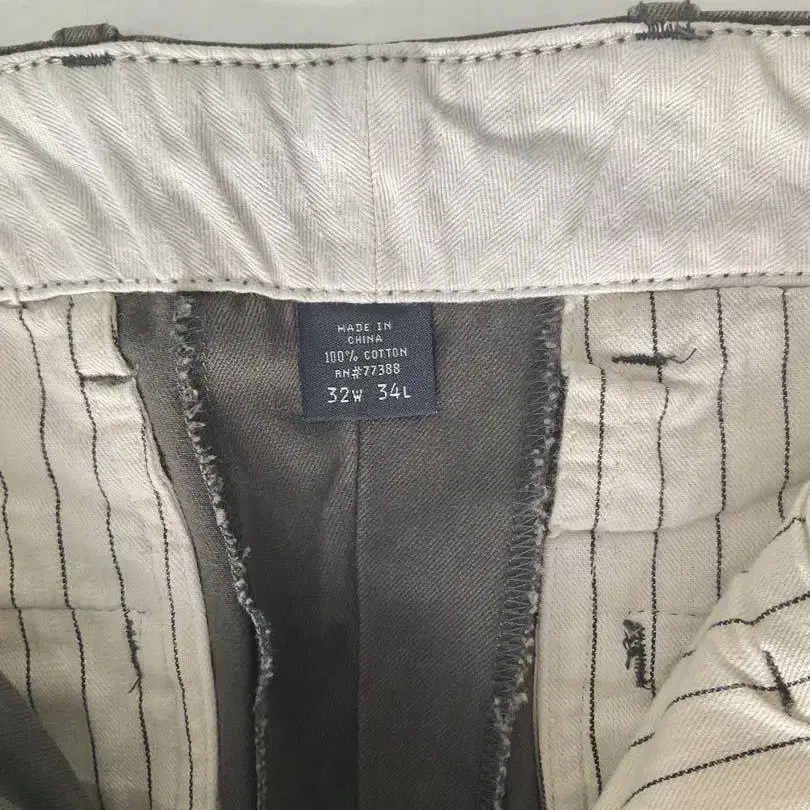 MADE IN
CHINA
100% COTTON
RN#77388
32W 34L